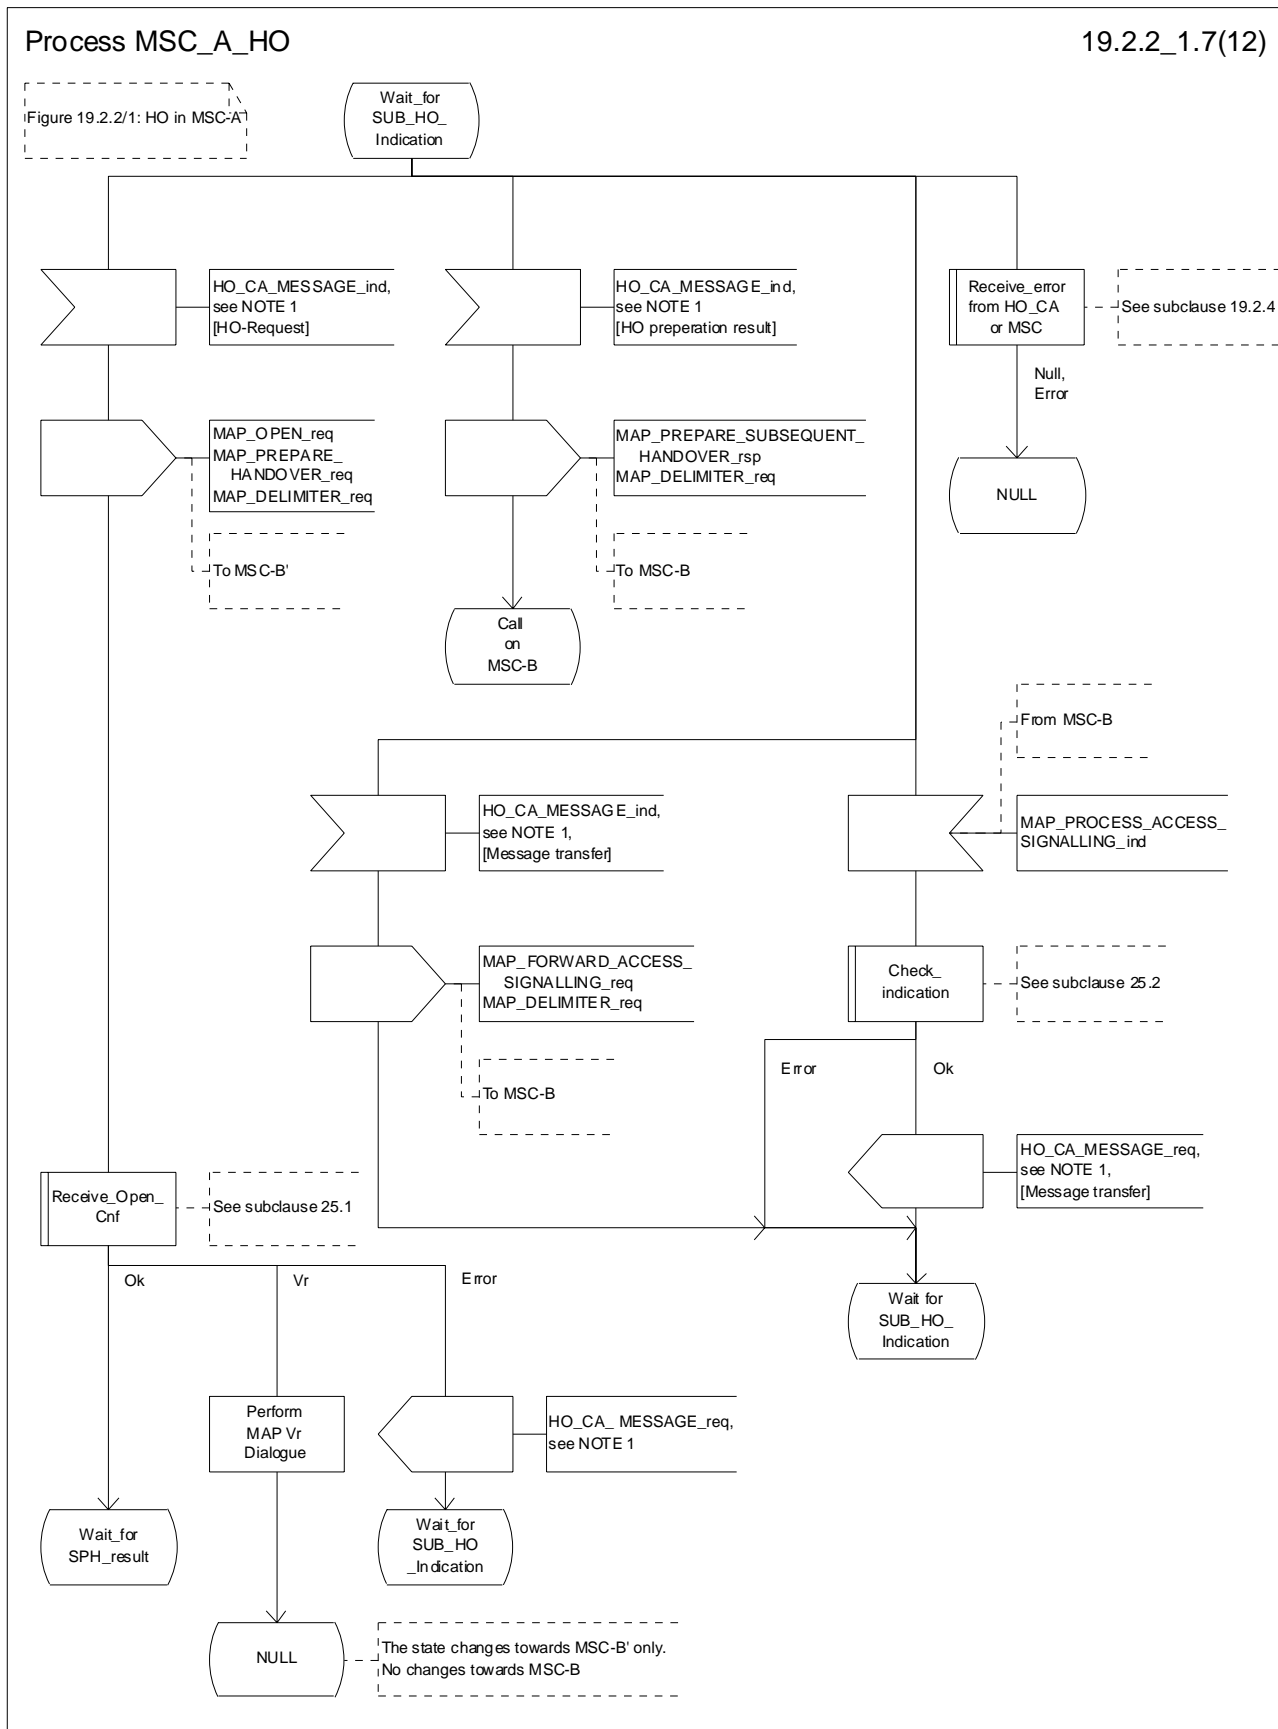 Process MSC_A_HO
19.2.2_1.7(12)
Figure 19.2.2/1: HO in MSC-A
Wait_for
SUB_HO_
Indication
HO_CA_MESSAGE_ind,
see NOTE 1
[HO-Request]
HO_CA_MESSAGE_ind,
see NOTE 1
[HO preperation result]
Receive_error
from HO_CA
or MSC
See subclause 19.2.4
Null,
Error
MAP_OPEN_req
MAP_PREPARE_
HANDOVER_req
MAP_DELIMITER_req
MAP_PREPARE_SUBSEQUENT_
HANDOVER_rsp
MAP_DELIMITER_req
NULL
To MSC-B'
To MSC-B
Call
on
MSC-B
From MSC-B
HO_CA_MESSAGE_ind,
see NOTE 1,
[Message transfer]
MAP_PROCESS_ACCESS_
SIGNALLING_ind
MAP_FORWARD_ACCESS_
SIGNALLING_req
MAP_DELIMITER_req
Check_
indication
See subclause 25.2
Error
Ok
To MSC-B
HO_CA_MESSAGE_req,
see NOTE 1,
[Message transfer]
Receive_Open_
Cnf
See subclause 25.1
Ok
Vr
Error
Wait for
SUB_HO_
Indication
Perform
MAP Vr
Dialogue
HO_CA_ MESSAGE_req,
see NOTE 1
Wait_for
SPH_result
Wait_for
SUB_HO
_Indication
NULL
The state changes towards MSC-B' only.
No changes towards MSC-B